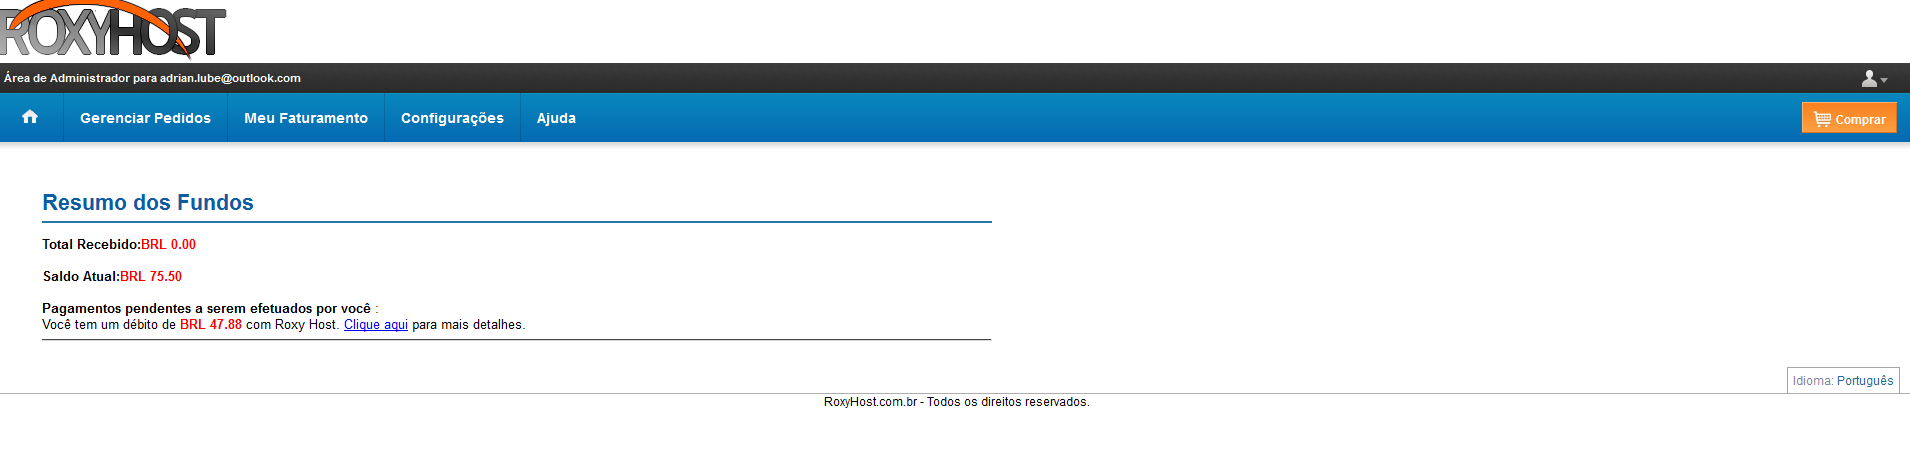 ROXYHOST
Área de Administrador para adrian.lube@outlook.com
Gerenciar Pedidos Meu Faturamento Configurações Ajuda Comprar
Resumo dos Fundos
Total Recebido:BRL 0.00
Saldo Atual:BRL 75.50
Pagamentos pendentes a serem efetuados por você :
Você tem um débito de BRL 47.88 com Roxy Host. Clique aqui para mais detalhes.
Idioma: Português
RoxyHost.com.br - Todos os direitos reservados.